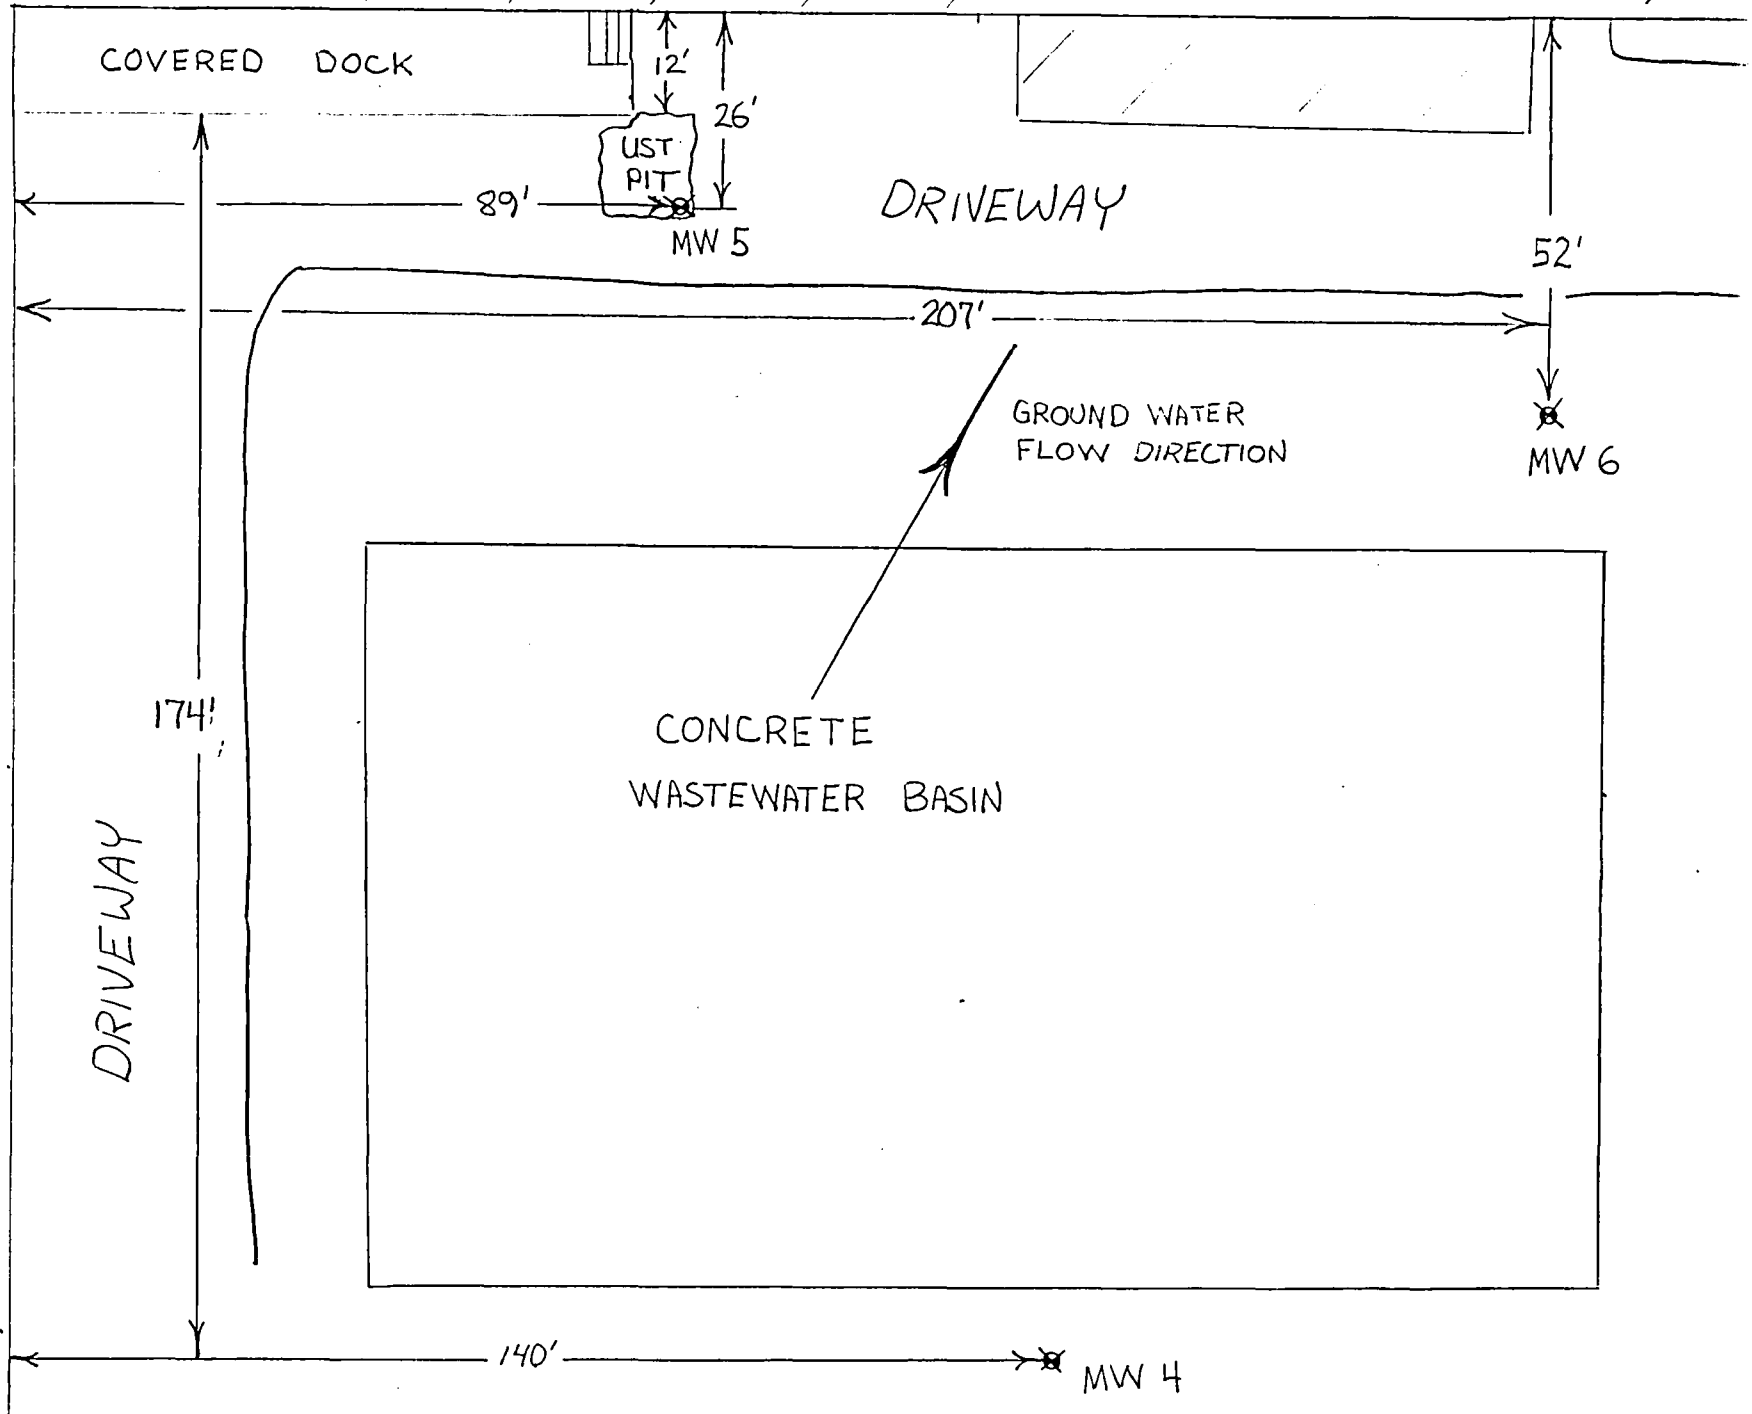 COVERED DOCK
12'
26'
UST
PIT
89'
MW 5
DRIVEWAY
52'
207'
GROUND WATER
FLOW DIRECTION
MW 6
174'
CONCRETE
WASTEWATER BASIN
DRIVEWAY
140'
MW 4